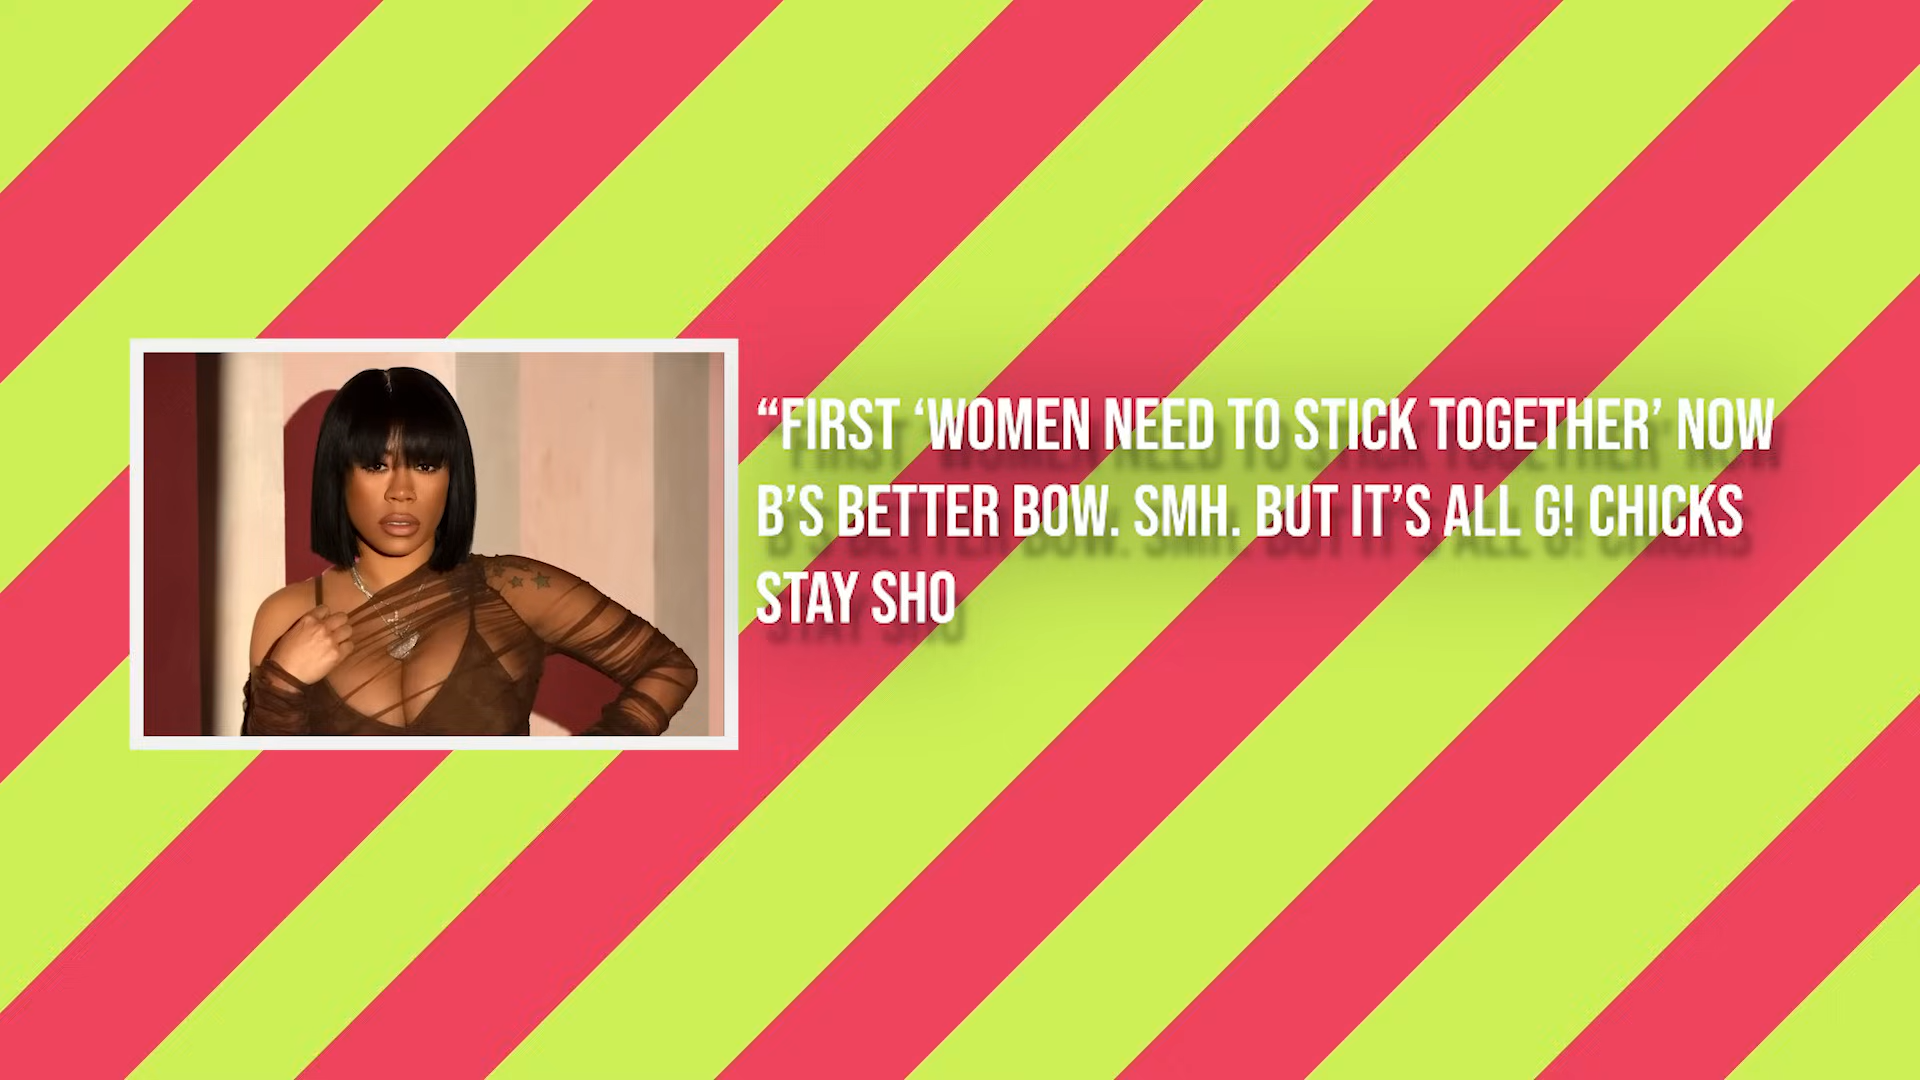 “FIRST ‘WOMEN NEED TO STICK TOGETHER’ NOW
B’S BETTER BOW. SMH. BUT IT’S ALL G! CHICKS
STAY SHO